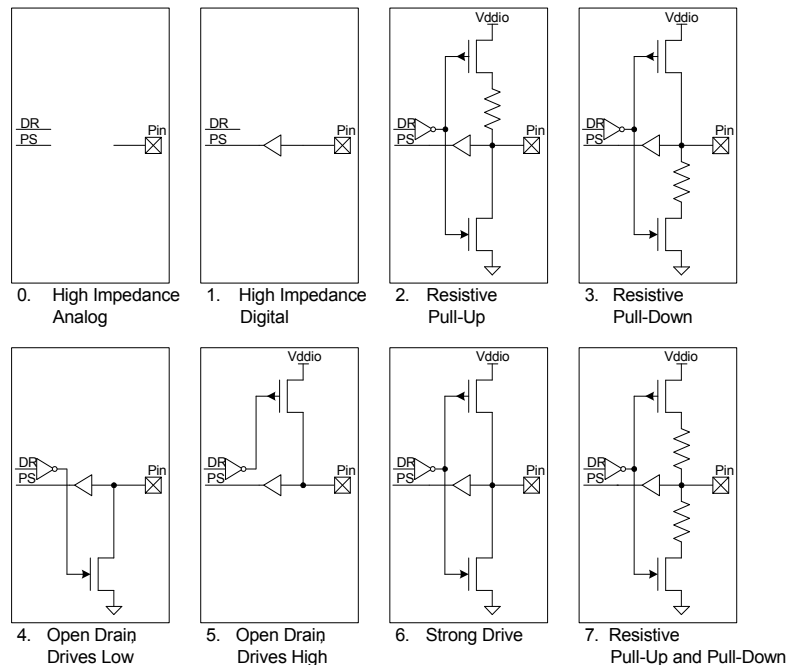 Vddio
Vddio
DR
PS
Pin
DR
PS
Pin
DR
PS
Pin
DR
PS
Pin
0. High Impedance
Analog
1. High Impedance
Digital
2. Resistive
Pull-Up
3. Resistive
Pull-Down
Vddio
Vddio
Vddio
DR
PS
Pin
DR
PS
Pin
DR
PS
Pin
DR
PS
Pin
4. Open Drain,
Drives Low
5. Open Drain,
Drives High
6. Strong Drive
7. Resistive
Pull-Up and Pull-Down